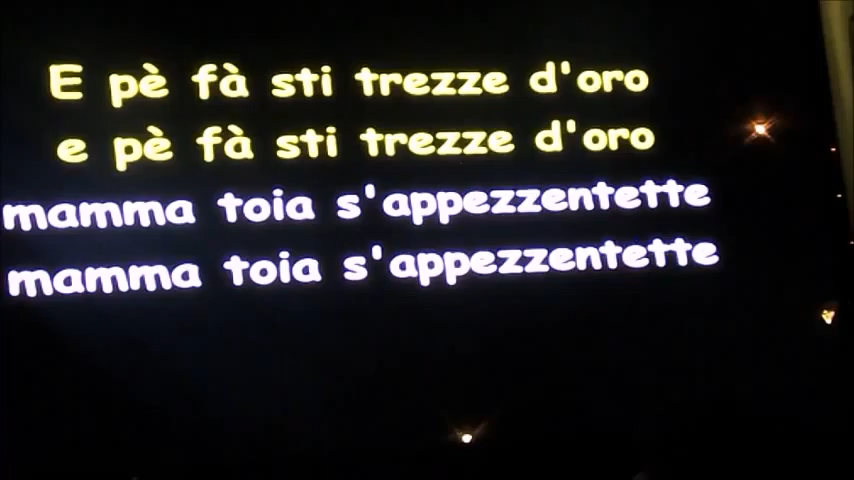 E pè fà sti trezze d'oro
e pè fà sti trezze d'oro
mamma toia s'appezzentette
mamma toia s'appezzentette